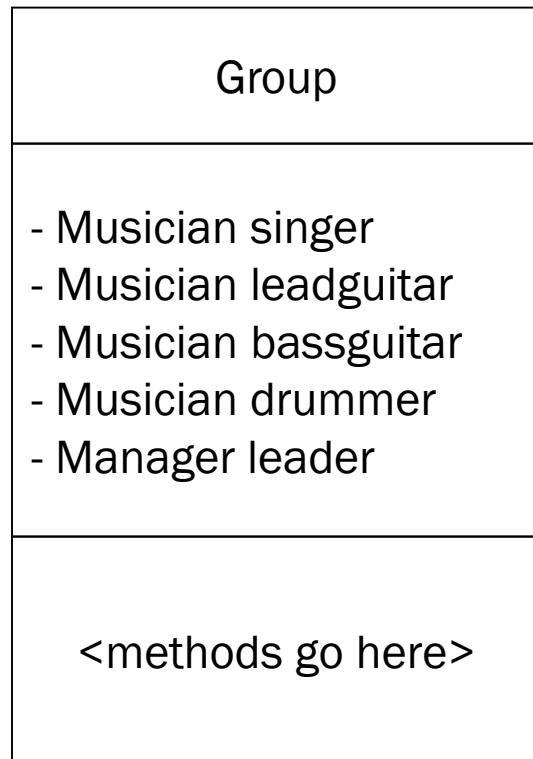 Group
- Musician singer
- Musician leadguitar
- Musician bassguitar
- Musician drummer
- Manager leader
<methods go here>